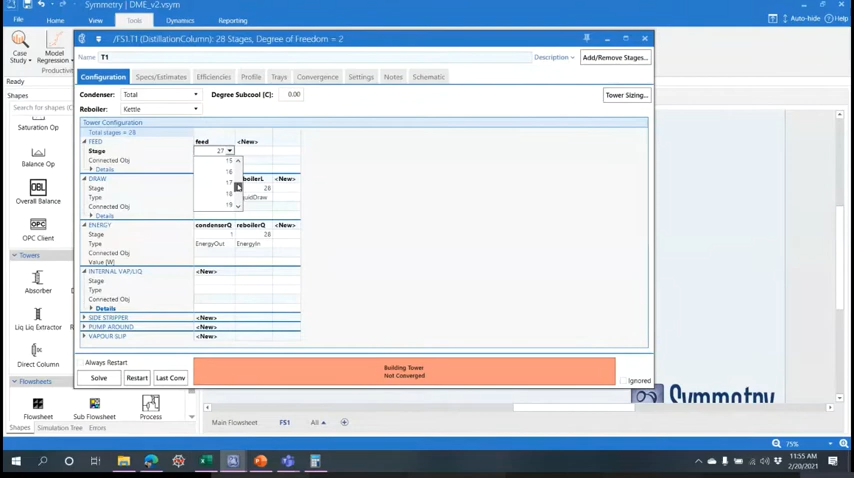 Symmetry | DME_v2.vsym
File
Home
View
Tools
Dynamics
Reporting
Auto-hide
Help
Case Study
Model Regression
Ready
Shapes
Search for shapes (Home)
Saturation Op
Balance Op
OBL
Overall Balance
OPC
OPC Client
Towers
Absorber
Liq Liq Extractor
Direct Column
Flowsheets
Flowsheet
Sub Flowsheet
Process
Shapes
Simulation Tree
Errors
/FS1.T1 (DistillationColumn): 28 Stages, Degree of Freedom = 2
Name
T1
Description
Add/Remove Stages...
Configuration
Specs/Estimates
Efficiencies
Profile
Trays
Convergence
Settings
Notes
Schematic
Condenser:
Total
Degree Subcool [C]:
0.00
Reboiler:
Kettle
Tower Sizing...
Tower Configuration
Total stages = 28
FEED
feed
<New>
Stage
27
Connected Obj
15
Details
16
17
18
19
DRAW
<New>
Stage
28
Type
Connected Obj
Details
ENERGY
condenserQ
reboilerQ
<New>
Stage
1
28
Type
EnergyOut
EnergyIn
Connected Obj
Value [W]
INTERNAL VAP/LIQ
<New>
Stage
Type
Connected Obj
Details
SIDE STRIPPER
<New>
PUMP AROUND
<New>
VAPOUR SLIP
<New>
Always Restart
Solve
Restart
Last Conv
Building Tower
Not Converged
Ignored
Symmetry
Main Flowsheet
FS1
All
75%
11:55 AM
2/20/2021